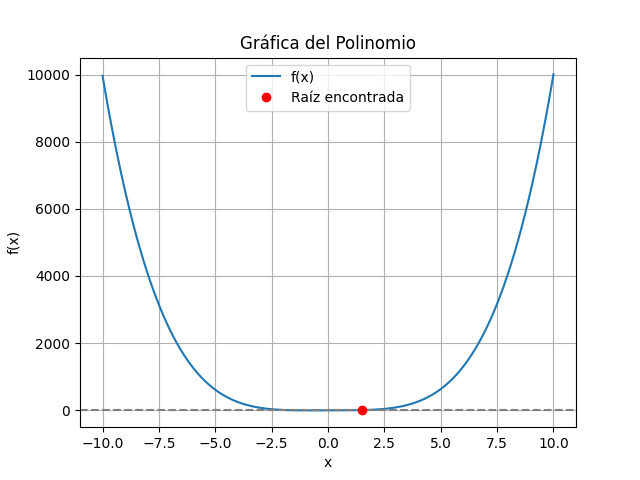 Gráfica del Polinomio
f(x)
Raíz encontrada
10000
8000
6000
4000
2000
0
f(x)
−10.0 −7.5 −5.0 −2.5 0.0 2.5 5.0 7.5 10.0
x